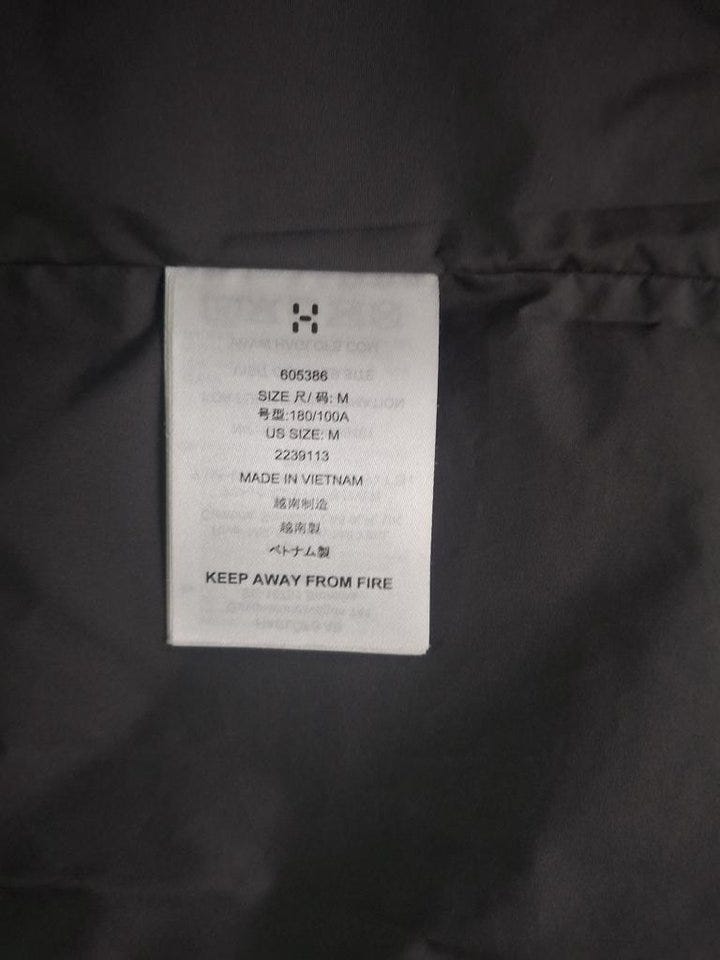 605386
SIZE 尺/ 码: M
号型:180/100A
US SIZE: M
2239113
MADE IN VIETNAM
越南制造
越南製
ベトナム製
KEEP AWAY FROM FIRE